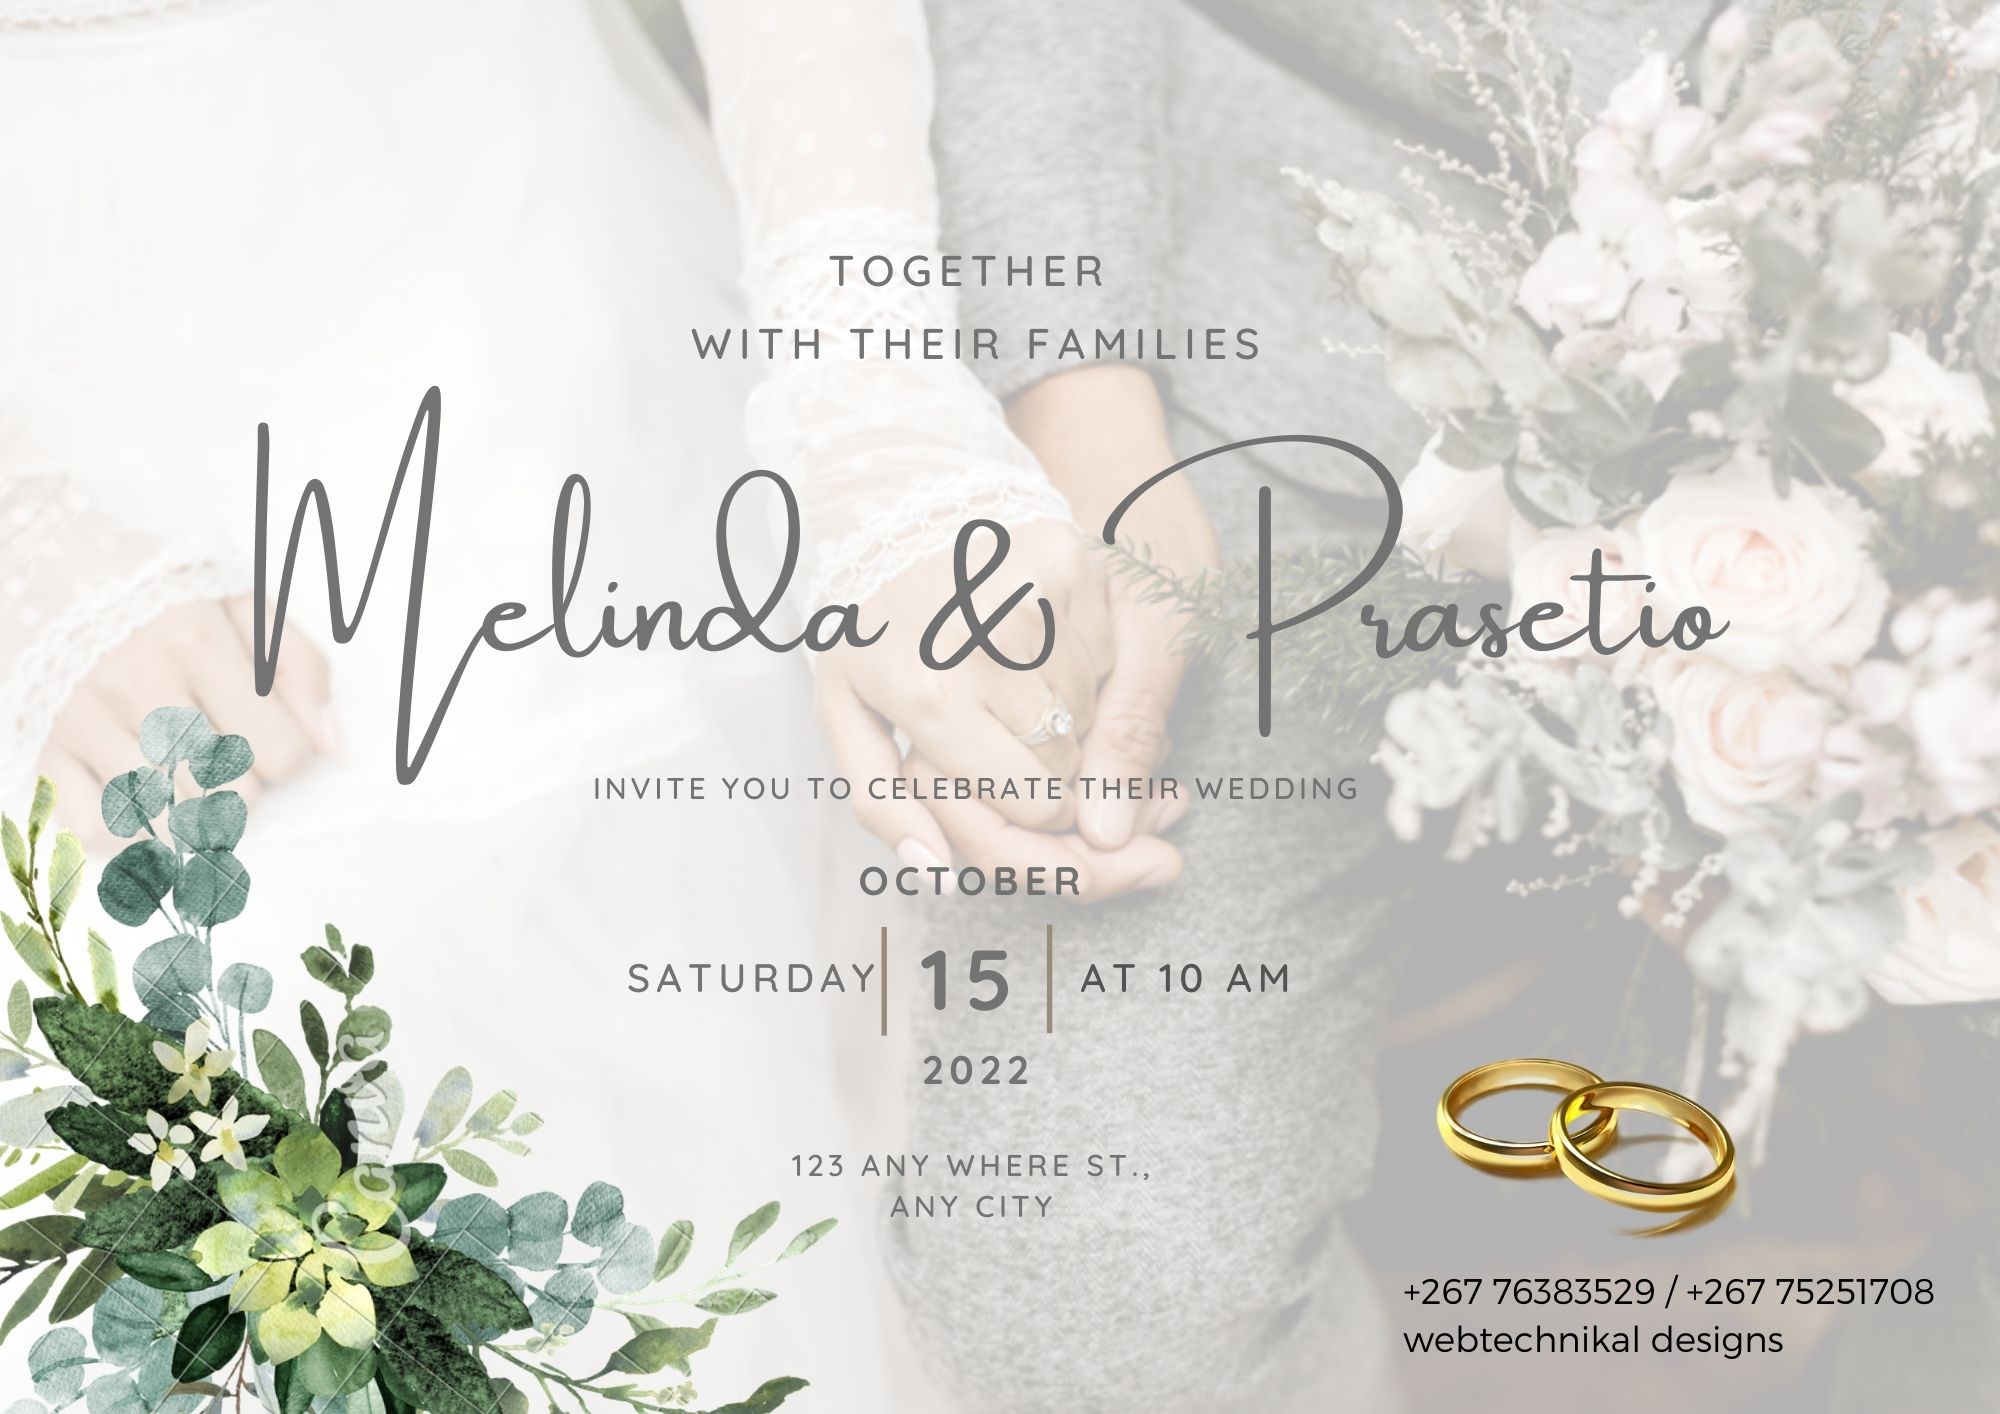 TOGETHER
WITH THEIR FAMILIES
Melinda & Prasetio
INVITE YOU TO CELEBRATE THEIR WEDDING
OCTOBER
SATURDAY 15 AT 10 AM
2022
123 ANY WHERE ST.,
ANY CITY
Canva
+267 76383529 / +267 75251708
webtechnikal designs